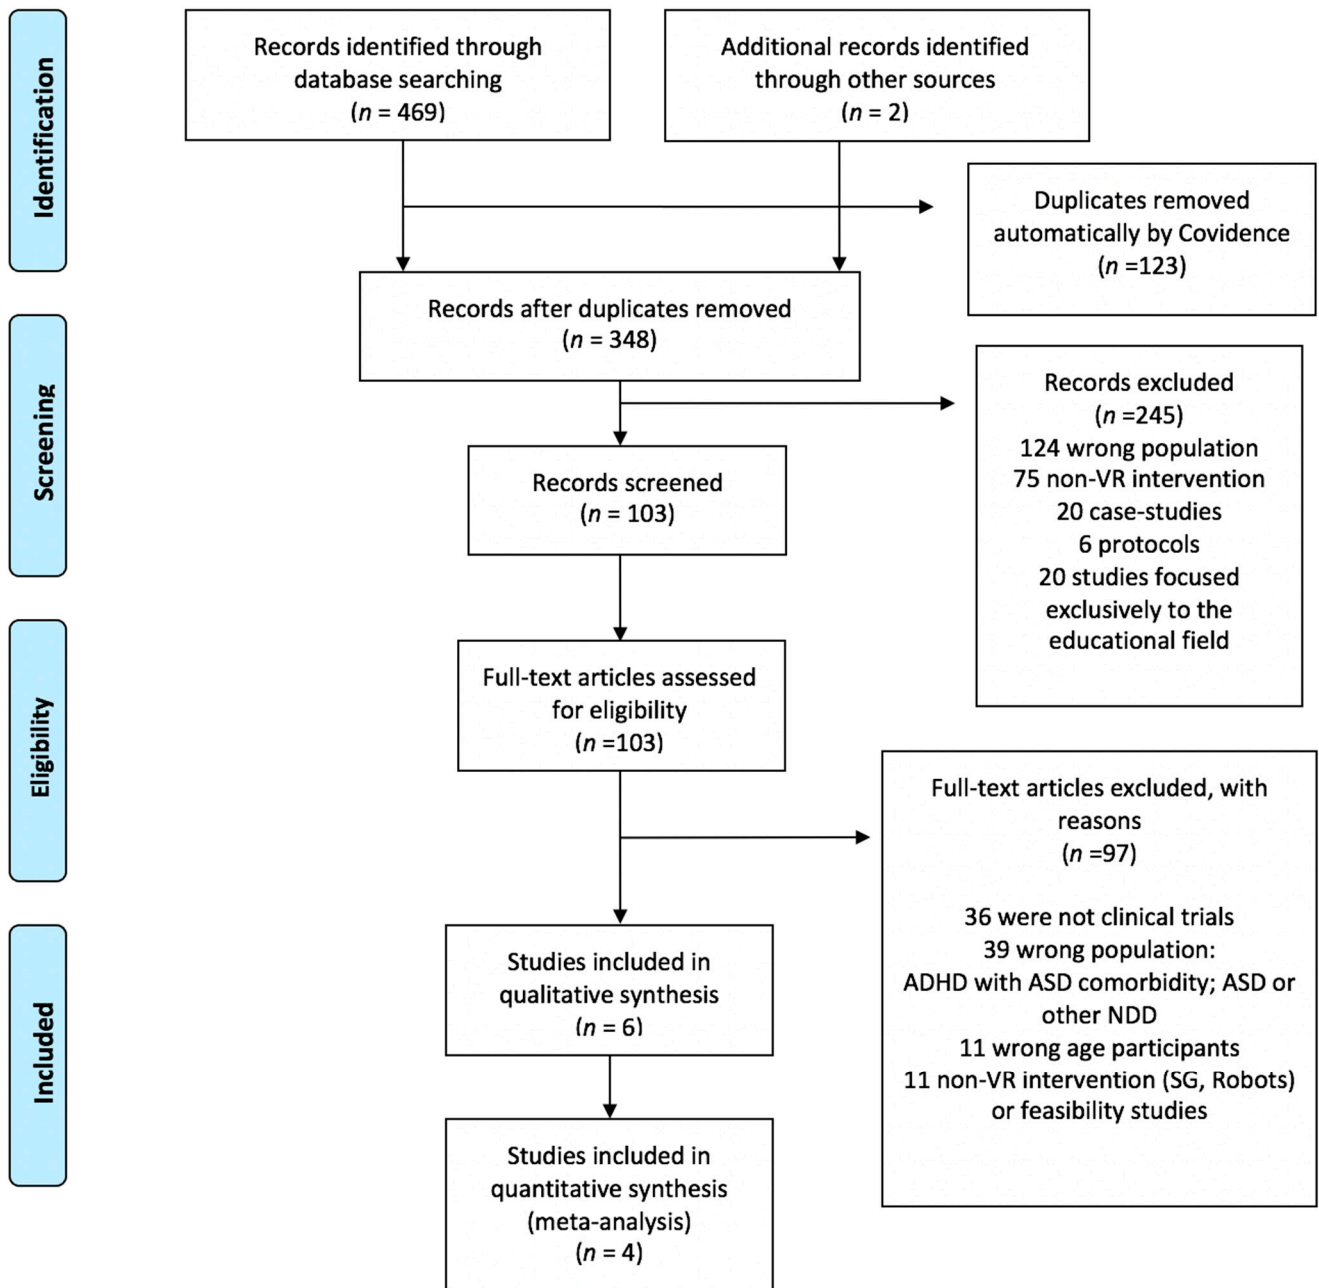 Identification
Records identified through
database searching
(n = 469)
Additional records identified
through other sources
(n = 2)
Duplicates removed
automatically by Covidence
(n =123)
Records after duplicates removed
(n = 348)
Screening
Records excluded
(n =245)
124 wrong population
75 non-VR intervention
20 case-studies
6 protocols
20 studies focused
exclusively to the
educational field
Records screened
(n = 103)
Eligibility
Full-text articles assessed
for eligibility
(n =103)
Full-text articles excluded, with
reasons
(n =97)
36 were not clinical trials
39 wrong population:
ADHD with ASD comorbidity; ASD or
other NDD
11 wrong age participants
11 non-VR intervention (SG, Robots)
or feasibility studies
Included
Studies included in
qualitative synthesis
(n = 6)
Studies included in
quantitative synthesis
(meta-analysis)
(n = 4)